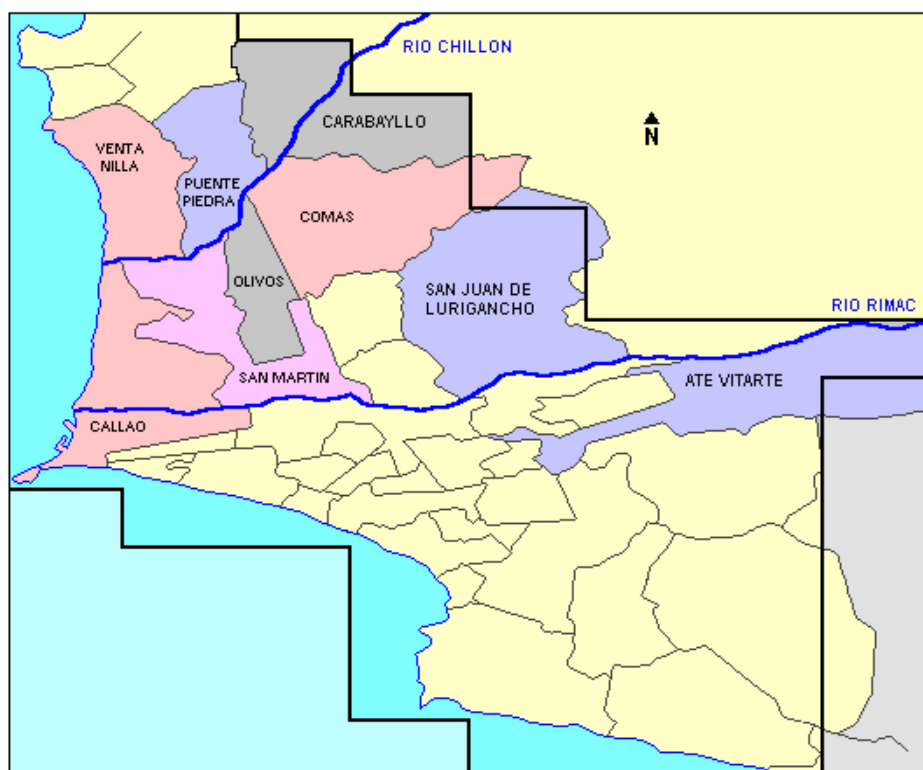 RIO CHILLON
CARABAYLLO
N
VENTA
NILLA
PUENTE
PIEDRA
COMAS
OLIVOS
SAN JUAN DE
LURIGANCHO
RIO RIMAC
SAN MARTIN
ATE VITARTE
CALLAO